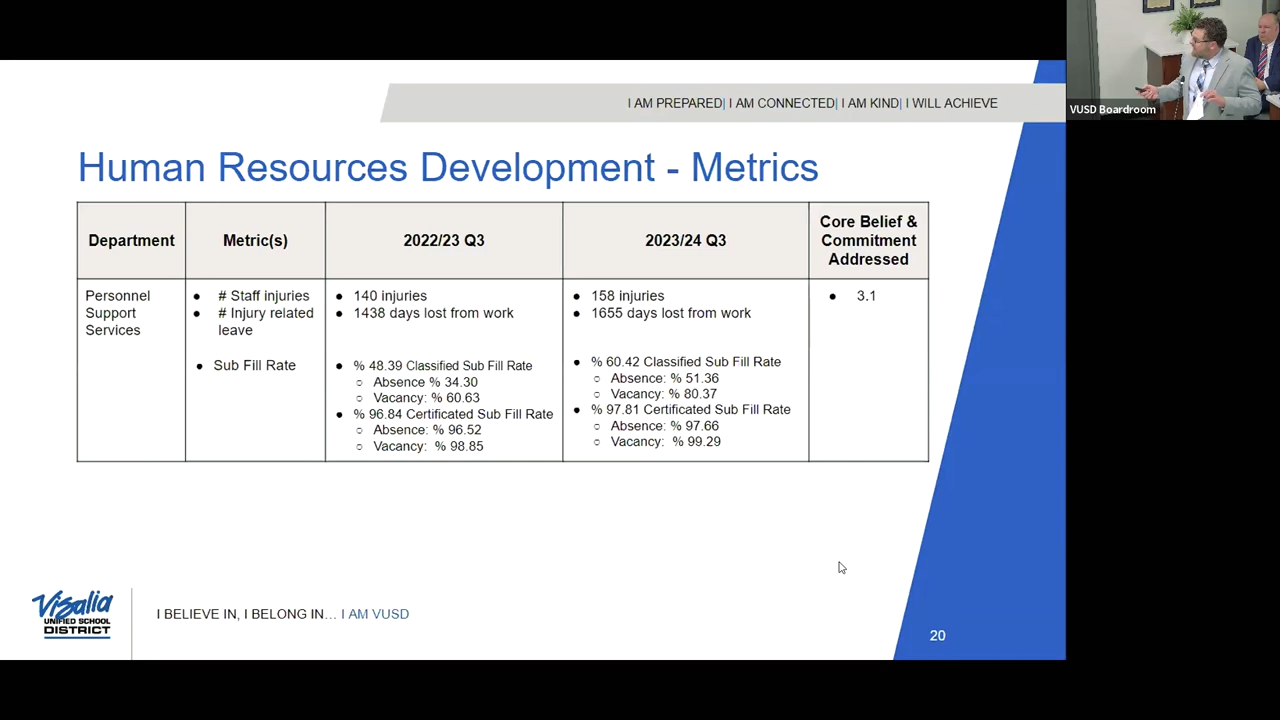 I AM PREPARED| I AM CONNECTED| I AM KIND| I WILL ACHIEVE
VUSD Boardroom
Human Resources Development - Metrics
Department
Metric(s)
2022/23 Q3
2023/24 Q3
Core Belief &
Commitment
Addressed
Personnel
Support
Services
● # Staff injuries
● # Injury related
leave
● Sub Fill Rate
● 140 injuries
● 1438 days lost from work
● % 48.39 Classified Sub Fill Rate
○ Absence % 34.30
○ Vacancy: % 60.63
● % 96.84 Certificated Sub Fill Rate
○ Absence: % 96.52
○ Vacancy: % 98.85
● 158 injuries
● 1655 days lost from work
● % 60.42 Classified Sub Fill Rate
○ Absence: % 51.36
○ Vacancy: % 80.37
● % 97.81 Certificated Sub Fill Rate
○ Absence: % 97.66
○ Vacancy: % 99.29
● 3.1
Visalia
UNIFIED SCHOOL
DISTRICT
I BELIEVE IN, I BELONG IN... I AM VUSD
20